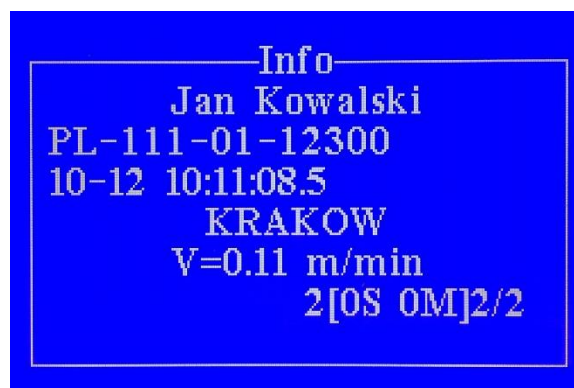 Info
Jan Kowalski
PL-111-01-12300
10-12 10:11:08.5
KRAKOW
V=0.11 m/min
2[0S 0M]2/2